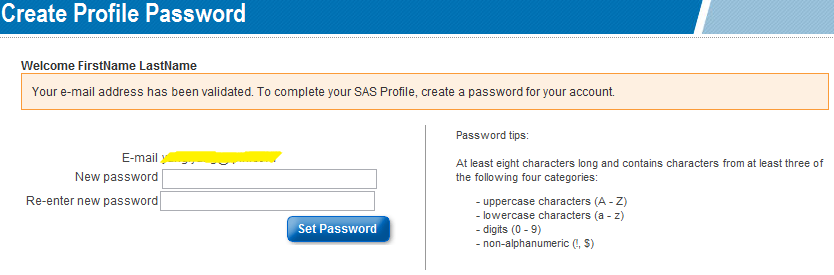 Create Profile Password
Welcome FirstName LastName
Your e-mail address has been validated. To complete your SAS Profile, create a password for your account.
E-mail
New password
Re-enter new password
Set Password
Password tips:
At least eight characters long and contains characters from at least three of
the following four categories:
- uppercase characters (A - Z)
- lowercase characters (a - z)
- digits (0 - 9)
- non-alphanumeric (!, $)